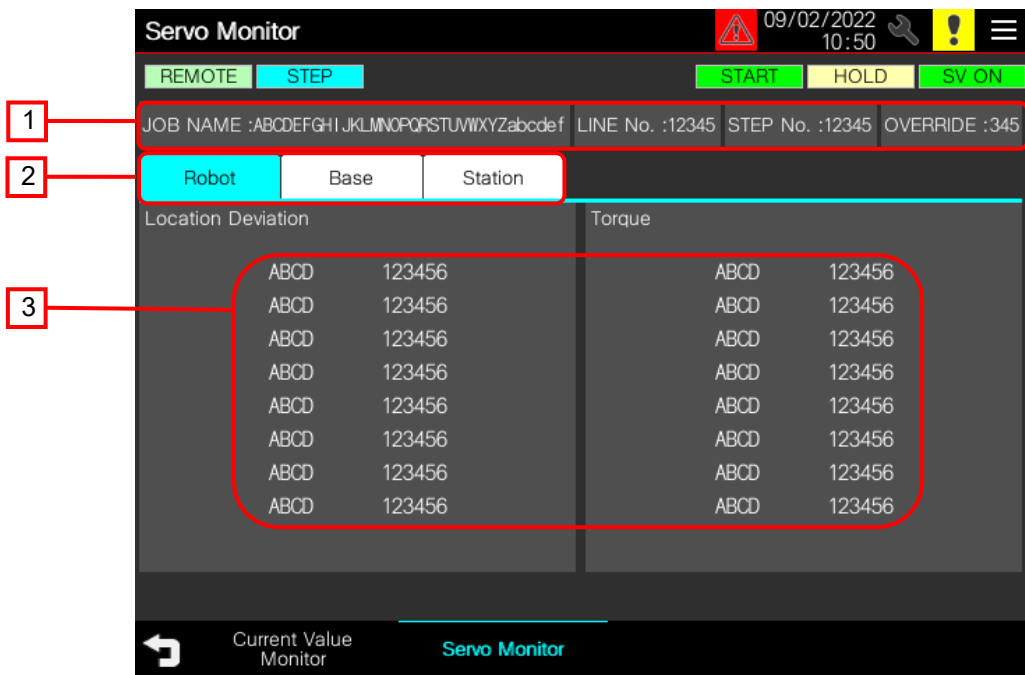 Servo Monitor
09/02/2022
10:50
REMOTE STEP START HOLD SV ON
1
JOB NAME :ABCDEFGHIJKLMNOPQRSTUVWXYZabcdef LINE No. :12345 STEP No. :12345 OVERRIDE :345
2
Robot Base Station
Location Deviation Torque
ABCD 123456 ABCD 123456
3
ABCD 123456 ABCD 123456
ABCD 123456 ABCD 123456
ABCD 123456 ABCD 123456
ABCD 123456 ABCD 123456
ABCD 123456 ABCD 123456
ABCD 123456 ABCD 123456
ABCD 123456 ABCD 123456
Current Value
Monitor
Servo Monitor